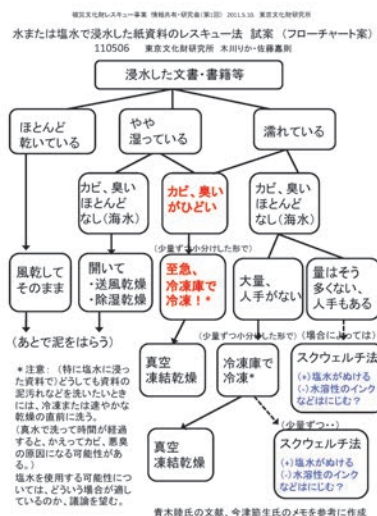 被災文化財レスキュー事業 情報共有・研究会(第1回) 2011.5.10. 東京文化財研究所
水または塩水で浸水した紙資料のレスキュー法 試案 (フローチャート案)
110506 東京文化財研究所 木川りか・佐藤嘉則
浸水した文書・書籍等
ほとんど
乾いている
やや
湿っている
濡れている
カビ、臭い
ほとんど
なし(海水)
カビ、臭い
がひどい
カビ、臭い
ほとんど
なし(海水)
(少量ずつ小分けした形で)
風乾して
そのまま
開いて
・送風乾燥
・除湿乾燥
至急、
冷凍庫で
冷凍!*
大量、
人手がない
量はそう
多くない、
人手もある
(あとで泥をはらう)
(少量ずつ小分けした形で)
(場合によっては)
真空
凍結乾燥
冷凍庫で
冷凍*
スクウェルチ法
(+)塩水がぬける
(-)水溶性のインク
などはにじむ?
*注意: (特に塩水に浸っ
た資料で)どうしても資料の
泥汚れなどを洗いたいとき
には、冷凍または速やかな
乾燥の直前に洗う。
(真水で洗って時間が経過
すると、かえってカビ、悪臭
の原因になる可能性が
ある。)
塩水を使用する可能性に
ついては、どういう場合が適し
ているのか、議論を望む。
(少量ずつ・・)
真空
凍結乾燥
スクウェルチ法
(+)塩水がぬける
(-)水溶性のインク
などはにじむ?
青木睦氏の文献、今津節生氏のメモを参考に作成